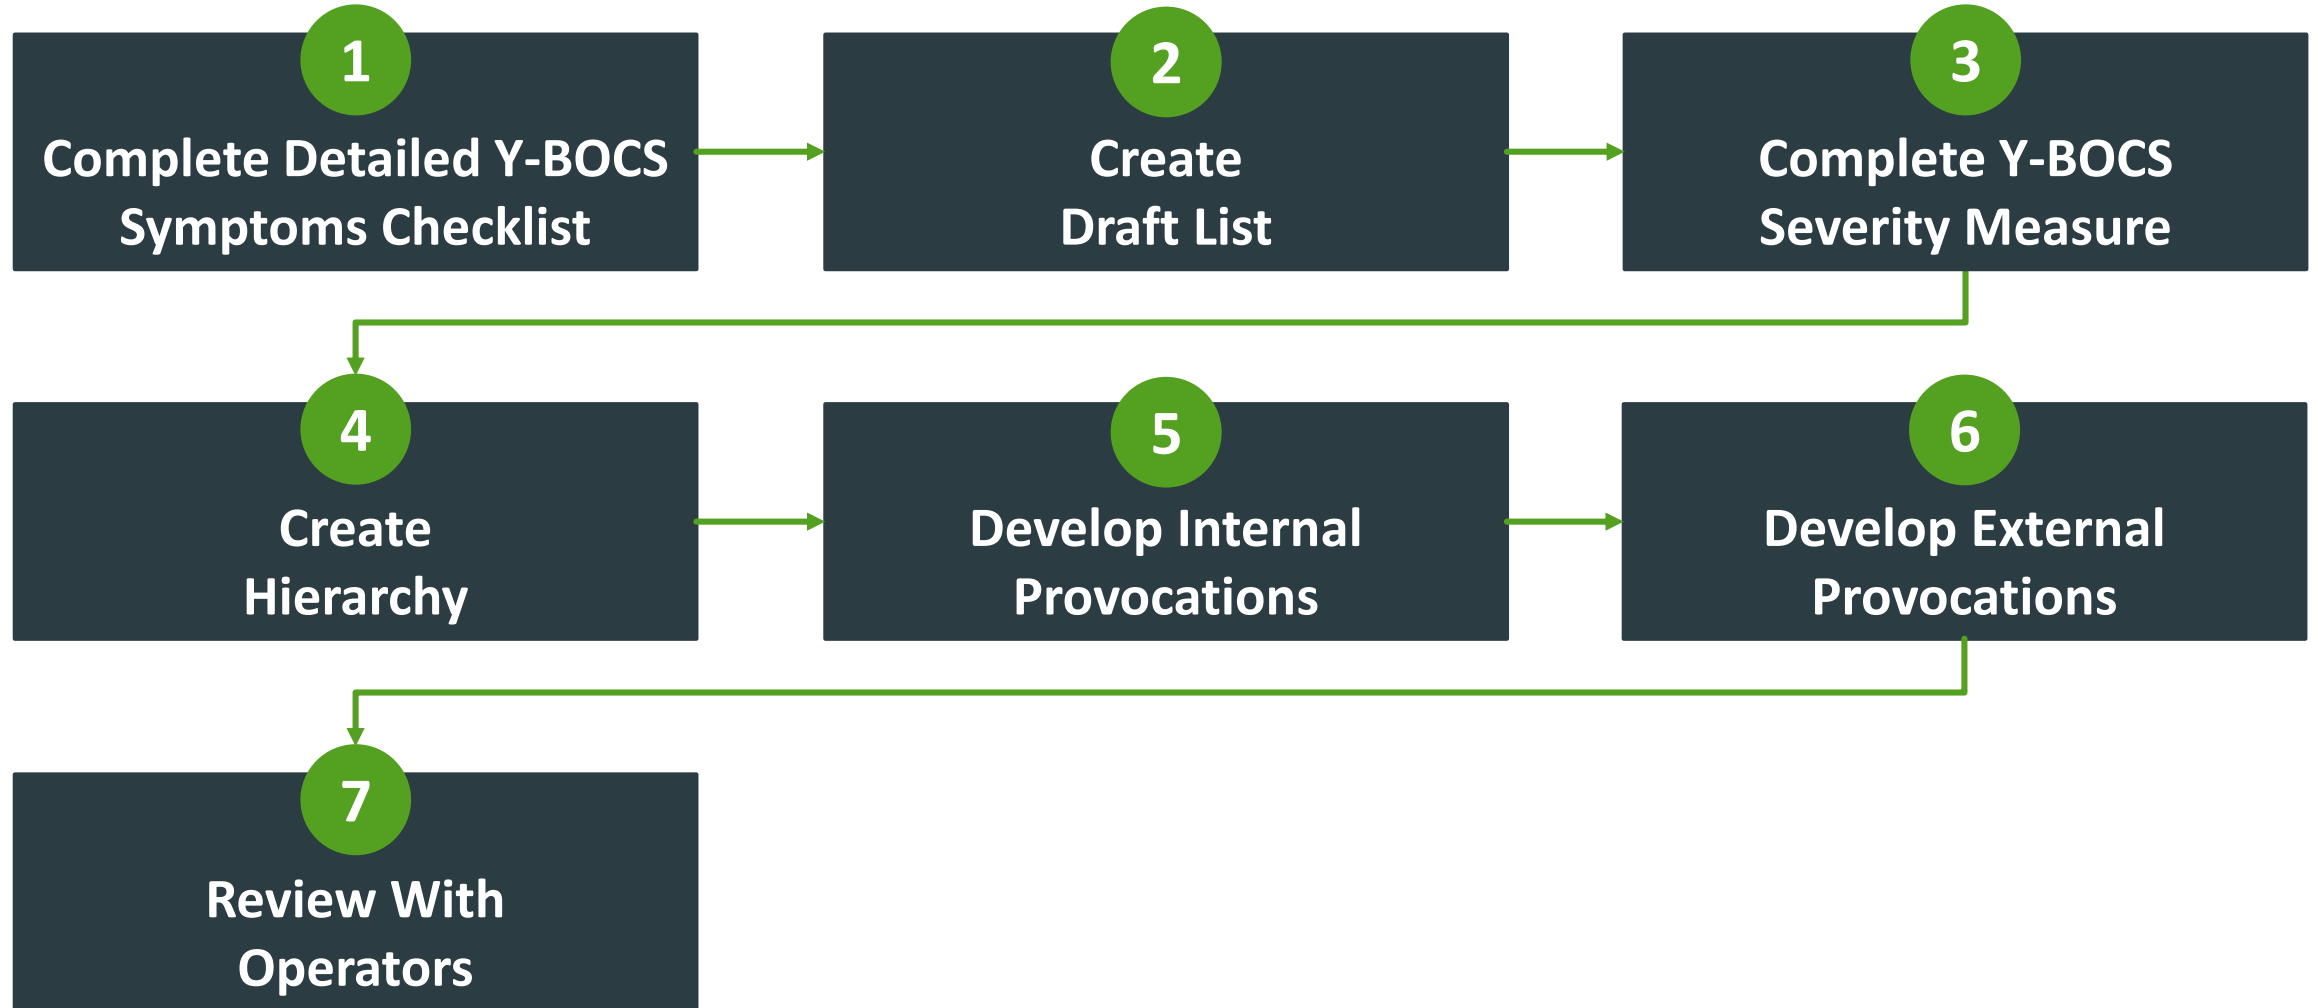 1
Complete Detailed Y-BOCS
Symptoms Checklist
2
Create
Draft List
3
Complete Y-BOCS
Severity Measure
4
Create
Hierarchy
5
Develop Internal
Provocations
6
Develop External
Provocations
7
Review With
Operators